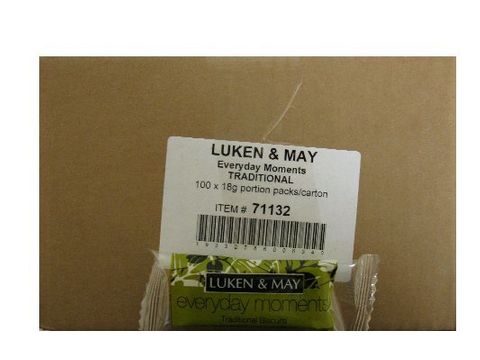 LUKEN & MAY
Everyday Moments
TRADITIONAL
100 x 18g portion packs/carton
ITEM # 71132
LUKEN & MAY
everyday moments
Traditional Biscuits